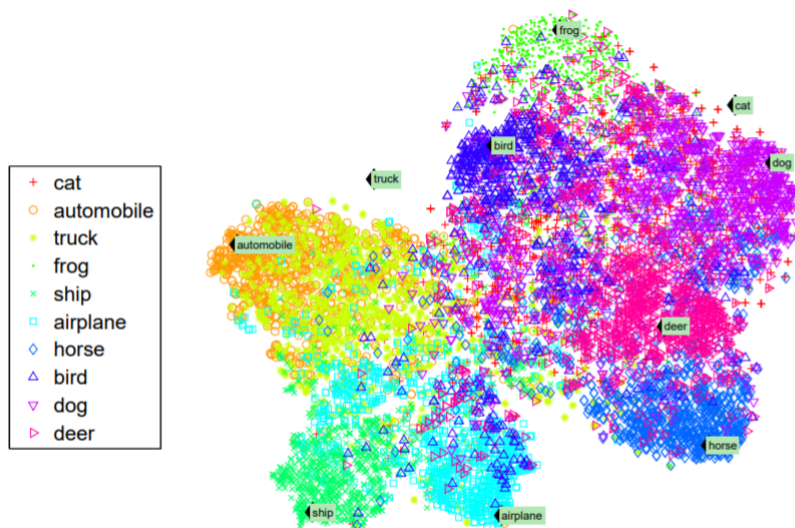 frog
cat
bird
dog
truck
cat
automobile
truck
frog
ship
airplane
horse
bird
dog
deer
automobile
deer
horse
ship
airplane